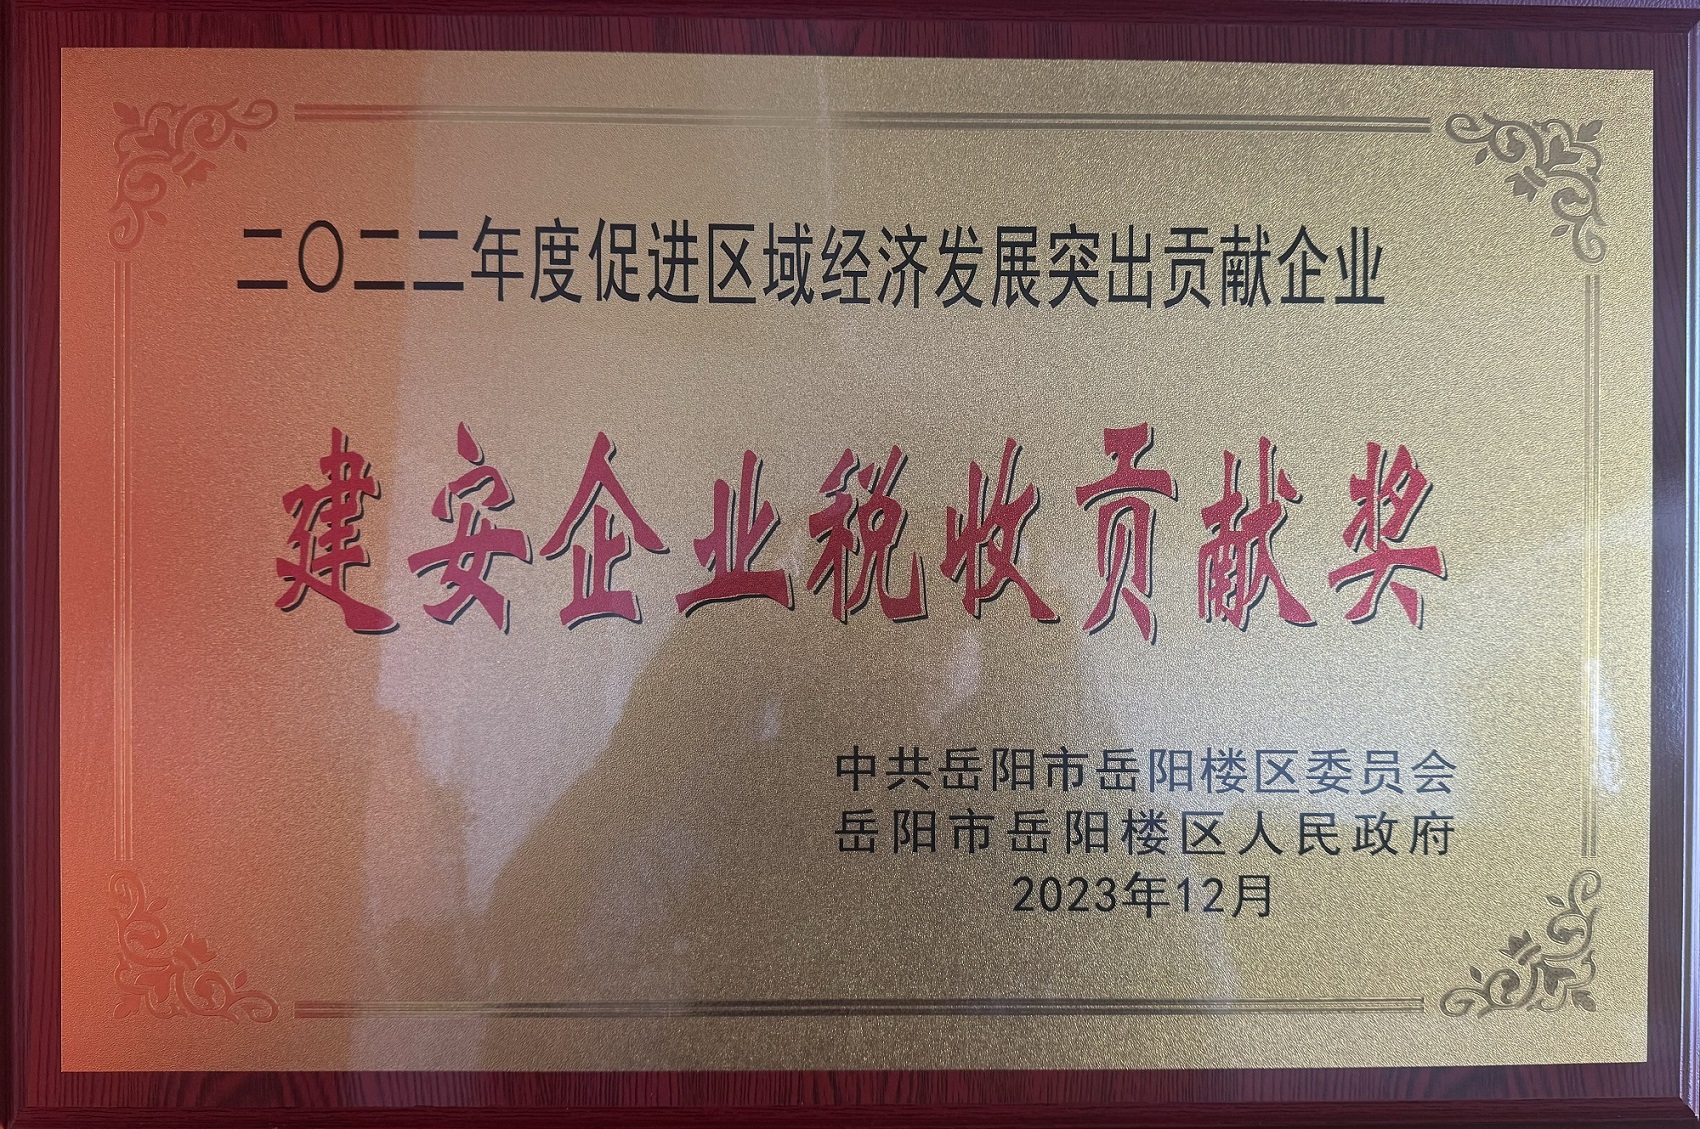 二〇二二年度促进区域经济发展突出贡献企业
建安企业税收贡献奖
中共岳阳市岳阳楼区委员会
岳阳市岳阳楼区人民政府
2023年12月